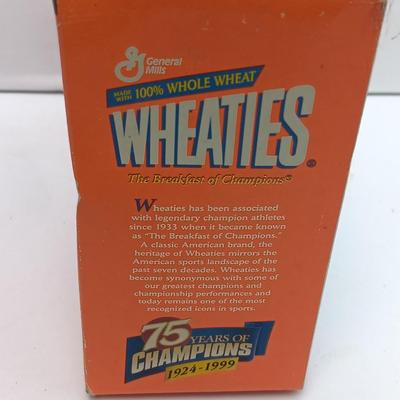 General
Mills
MADE WITH 100% WHOLE WHEAT
WHEATIES®
The Breakfast of Champions®
Wheaties has been associated
with legendary champion athletes
since 1933 when it became known
as "The Breakfast of Champions."
A classic American brand, the
heritage of Wheaties mirrors the
American sports landscape of the
past seven decades. Wheaties has
become synonymous with some of
our greatest champions and
championship performances and
today remains one of the most
recognized icons in sports.
75 YEARS OF
CHAMPIONS
1924-1999